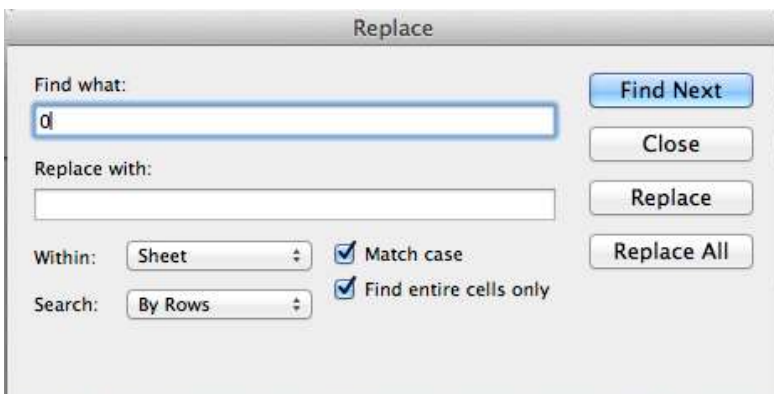 Replace
Find what:
0
Replace with:
Within: Sheet
Search: By Rows
Match case
Find entire cells only
Find Next
Close
Replace
Replace All